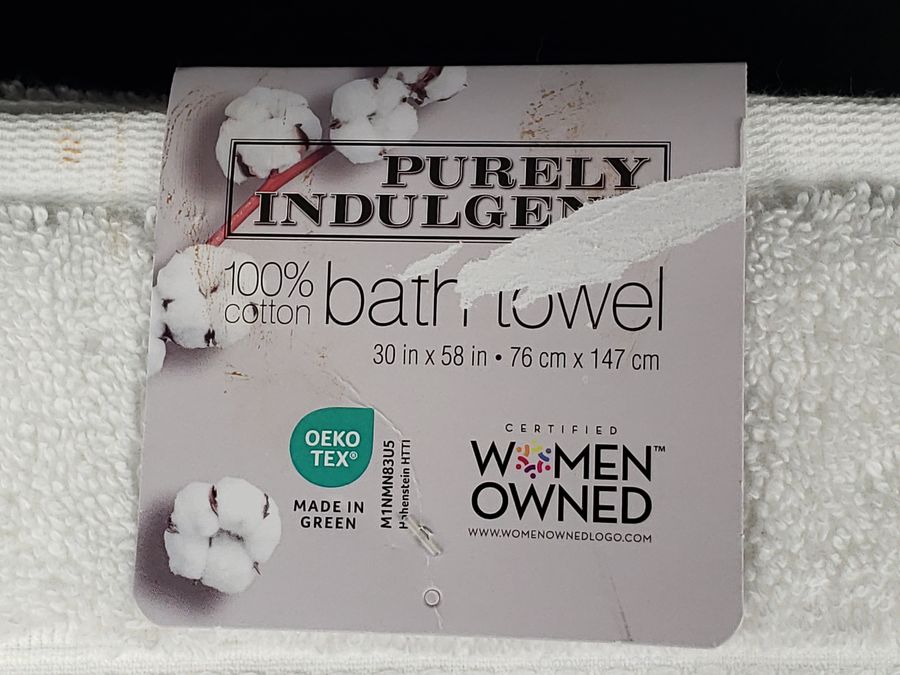 PURELY
INDULGEN
100%
cotton
bath towel
30 in x 58 in • 76 cm x 147 cm
OEKO
TEX®
MADE IN
GREEN
M1NMN83U5
Hohenstein HTTI
CERTIFIED
WOMEN™
OWNED
WWW.WOMENOWNEDLOGO.COM